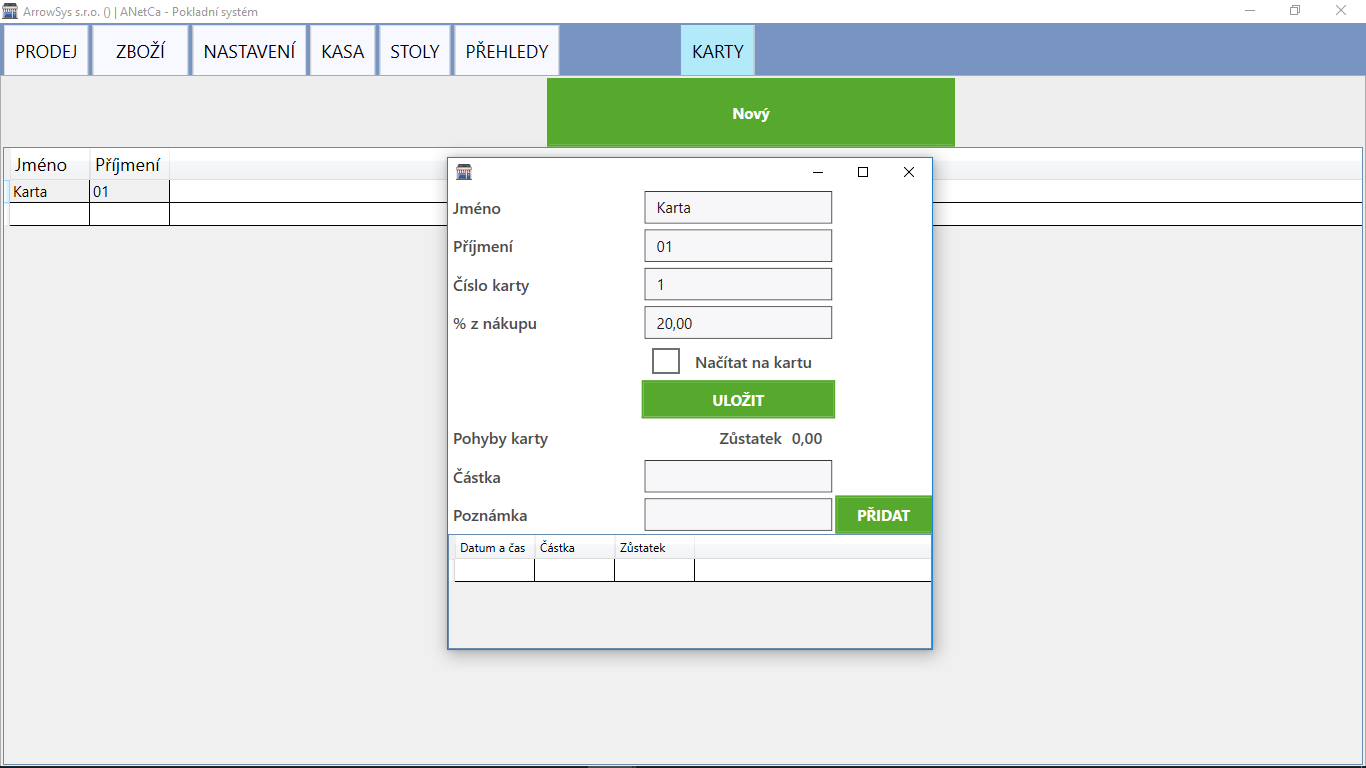 ArrowSys s.r.o. () | ANetCa - Pokladní systém
PRODEJ ZBOŽÍ NASTAVENÍ KASA STOLY PŘEHLEDY KARTY
Nový
Jméno Příjmení
Karta 01
Jméno Karta
Příjmení 01
Číslo karty 1
% z nákupu 20,00
Načítat na kartu
ULOŽIT
Pohyby karty Zůstatek 0,00
Částka
Poznámka PŘIDAT
Datum a čas Částka Zůstatek